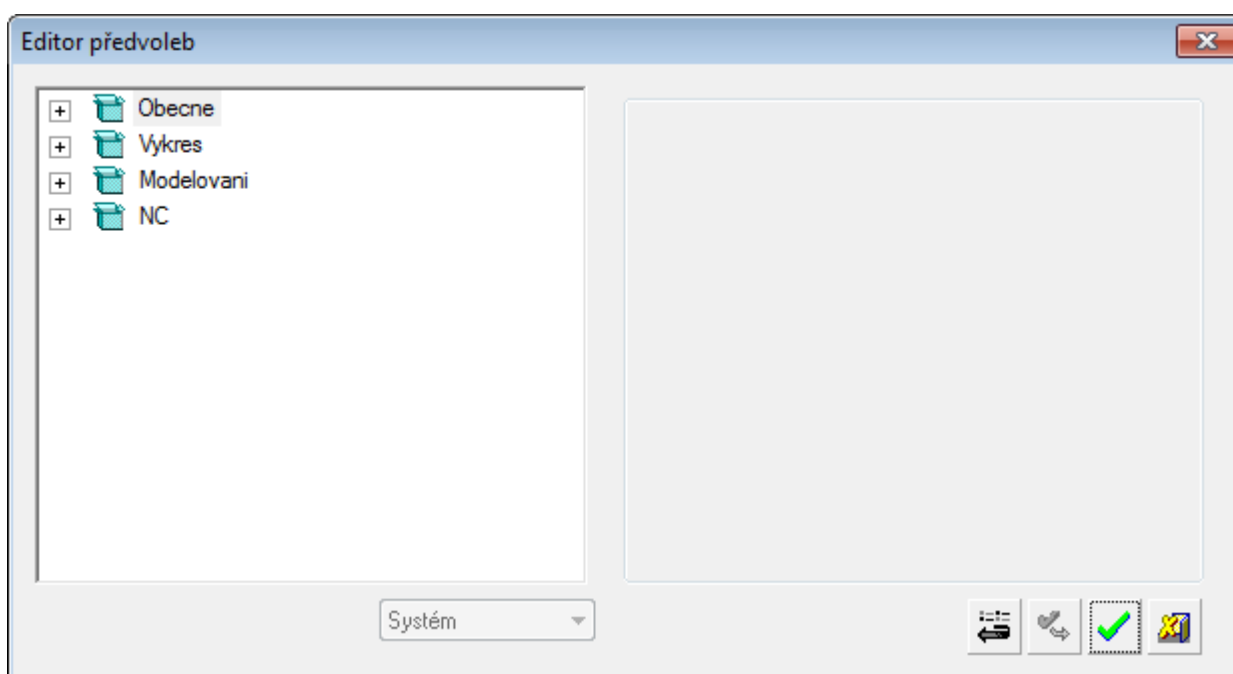 Editor předvoleb
Obecne
Vykres
Modelovani
NC
Systém